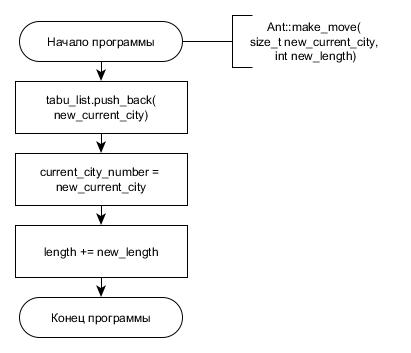 Начало программы
Ant::make_move(
size_t new_current_city,
int new_length)
tabu_list.push_back(
new_current_city)
current_city_number =
new_current_city
length += new_length
Конец программы